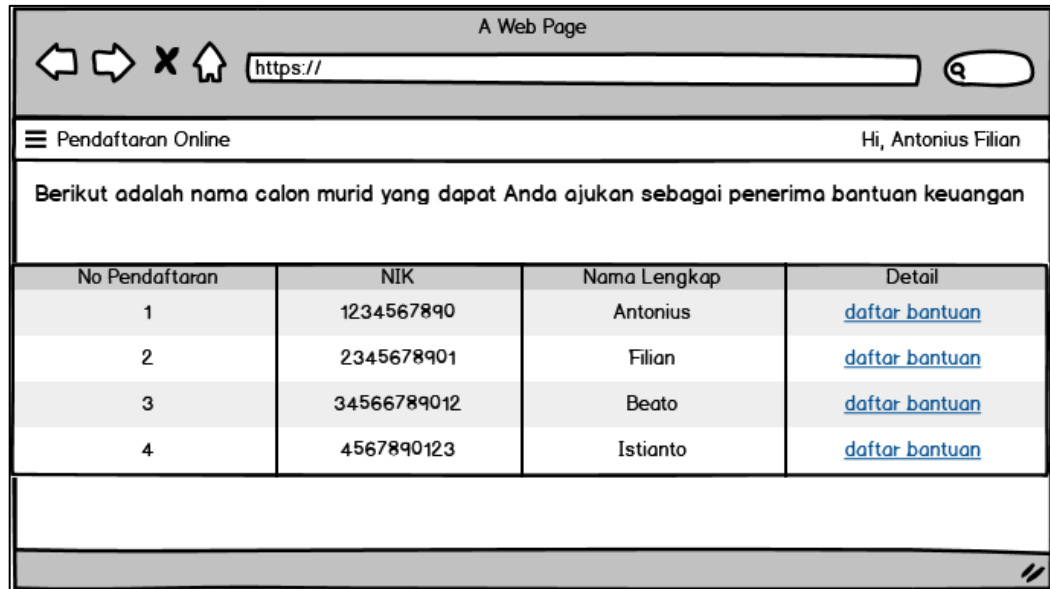 A Web Page
https://
Pendaftaran Online
Hi, Antonius Filian
Berikut adalah nama calon murid yang dapat Anda ajukan sebagai penerima bantuan keuangan
No Pendaftaran NIK Nama Lengkap Detail
1 1234567890 Antonius daftar bantuan
2 2345678901 Filian daftar bantuan
3 34566789012 Beato daftar bantuan
4 4567890123 Istianto daftar bantuan